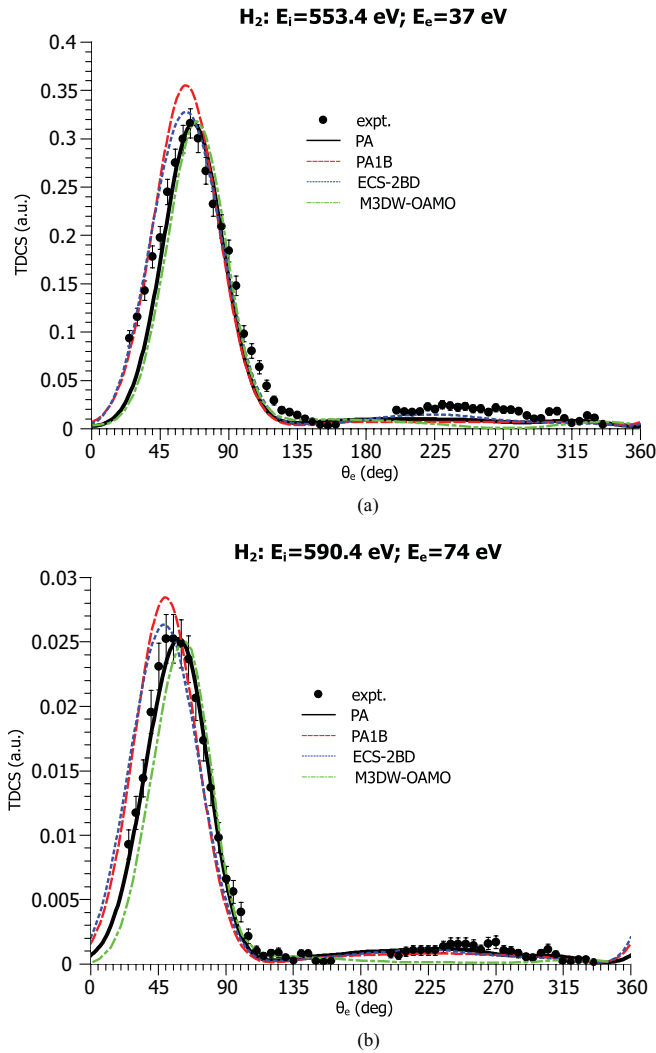 H₂: Eᵢ=553.4 eV; Eₑ=37 eV
0.4
0.35
0.3
0.25
0.2
0.15
0.1
0.05
0
TDCS (a.u.)
expt.
PA
PA1B
ECS-2BD
M3DW-OAMO
0 45 90 135 180 225 270 315 360
θₑ (deg)
(a)
H₂: Eᵢ=590.4 eV; Eₑ=74 eV
0.03
0.025
0.02
0.015
0.01
0.005
0
TDCS (a.u.)
expt.
PA
PA1B
ECS-2BD
M3DW-OAMO
0 45 90 135 180 225 270 315 360
θₑ (deg)
(b)